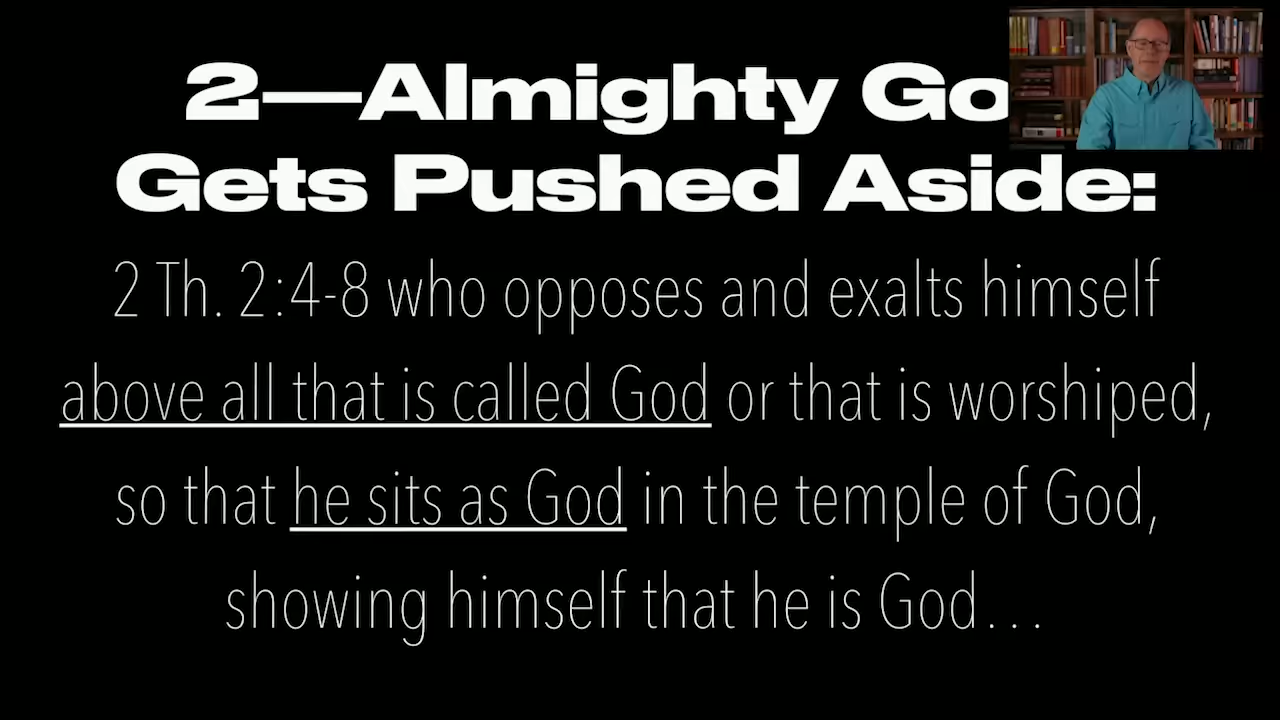 2—Almighty Go
Gets Pushed Aside:
2 Th. 2:4-8 who opposes and exalts himself
above all that is called God or that is worshiped,
so that he sits as God in the temple of God,
showing himself that he is God...